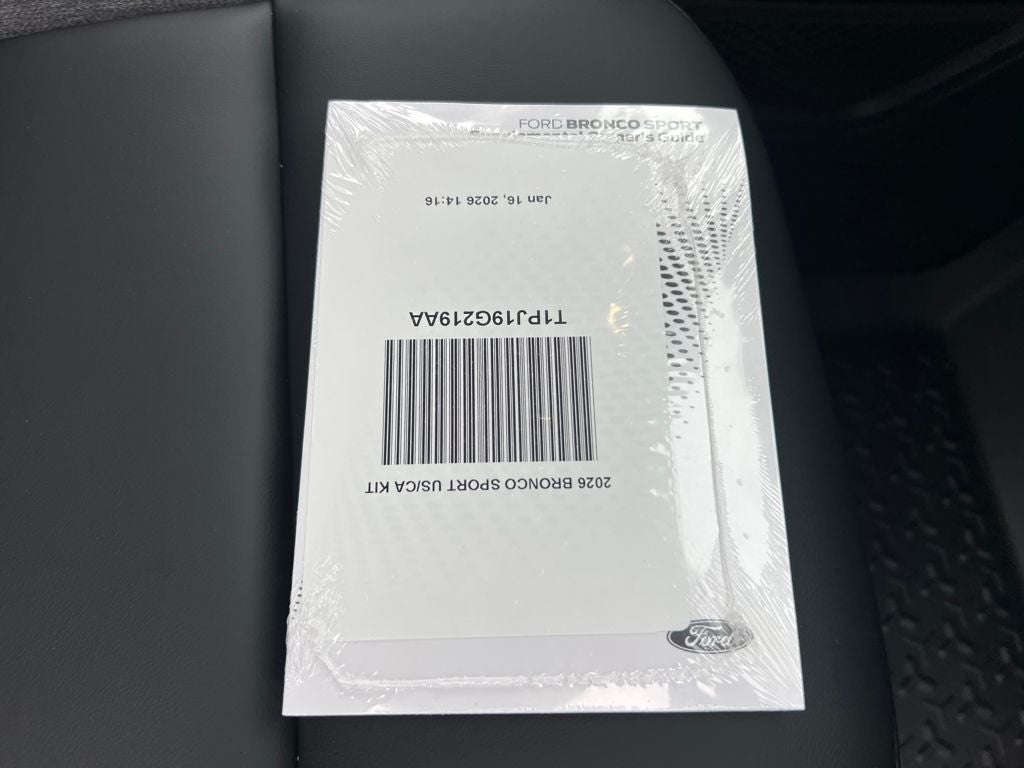 FORD BRONCO SPORT
Supplemental Owner's Guide
2026 BRONCO SPORT US/CA KIT
T1PJ19G219AA
Jan 16, 2026 14:16
Ford